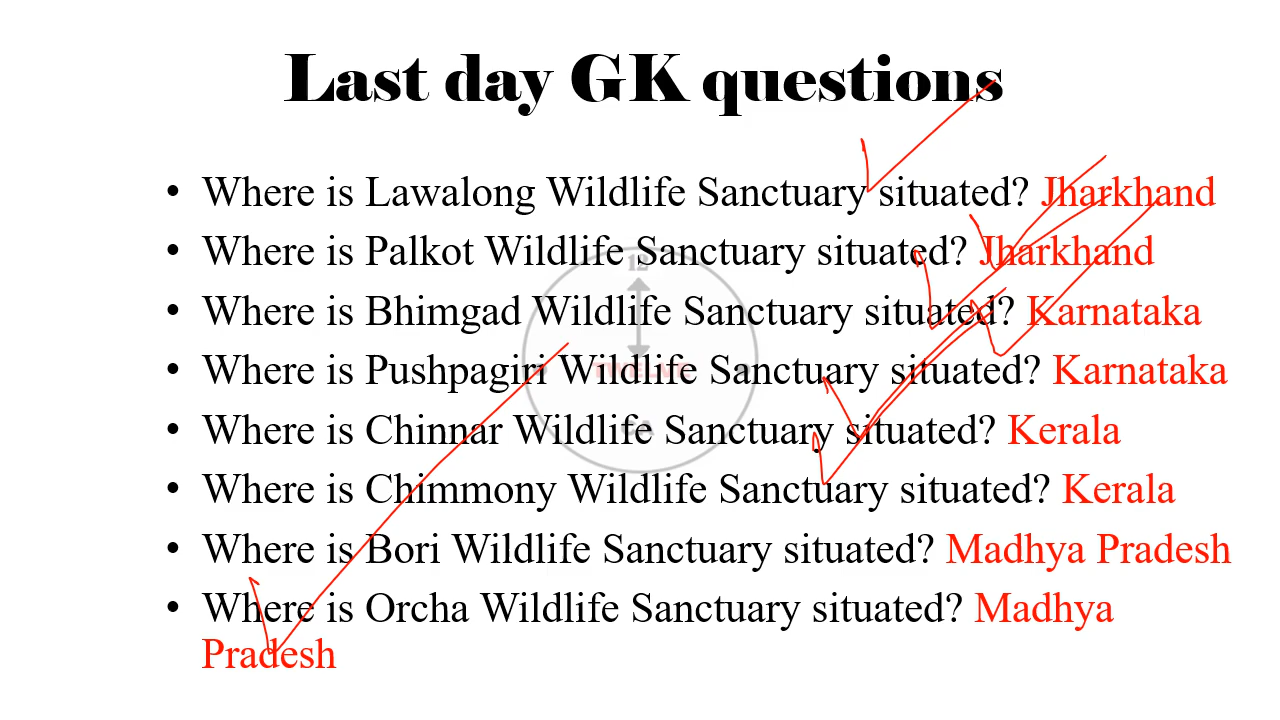 Last day GK questions
• Where is Lawalong Wildlife Sanctuary situated? Jharkhand
• Where is Palkot Wildlife Sanctuary situated? Jharkhand
• Where is Bhimgad Wildlife Sanctuary situated? Karnataka
• Where is Pushpagiri Wildlife Sanctuary situated? Karnataka
• Where is Chinnar Wildlife Sanctuary situated? Kerala
• Where is Chimmony Wildlife Sanctuary situated? Kerala
• Where is Bori Wildlife Sanctuary situated? Madhya Pradesh
• Where is Orcha Wildlife Sanctuary situated? Madhya
Pradesh
12